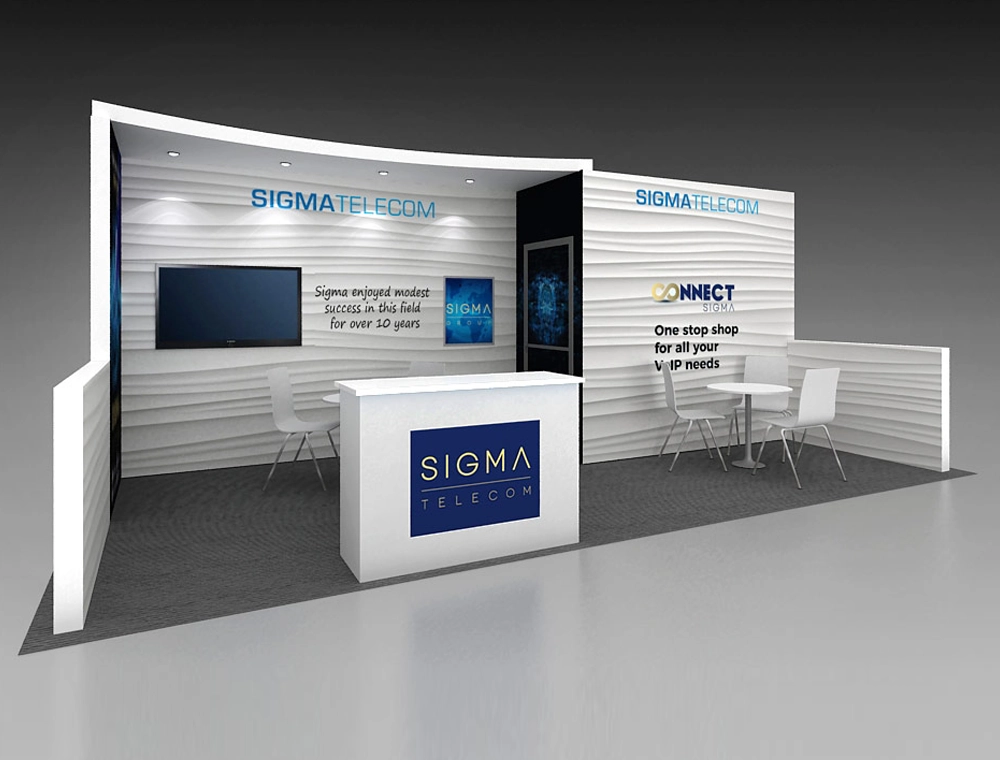 SIGMATELECOM
Sigma enjoyed modest
success in this field
for over 10 years
SIGMA
GROUP
SIGMATELECOM
CONNECT
SIGMA
One stop shop
for all your
VoIP needs
SIGMA
TELECOM